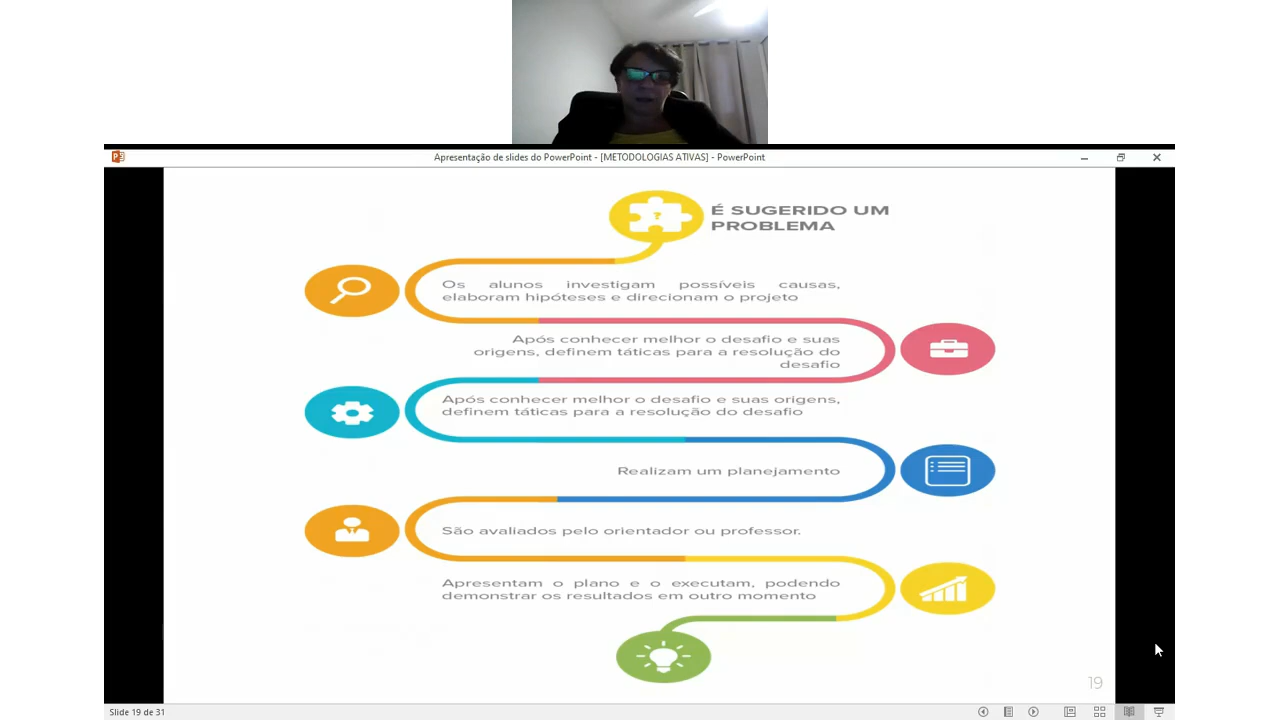 Apresentação de slides do PowerPoint - [METODOLOGIAS ATIVAS] - PowerPoint
?
É SUGERIDO UM
PROBLEMA
Os alunos investigam possíveis causas,
elaboram hipóteses e direcionam o projeto
Após conhecer melhor o desafio e suas
origens, definem táticas para a resolução do
desafio
Após conhecer melhor o desafio e suas origens,
definem táticas para a resolução do desafio
Realizam um planejamento
São avaliados pelo orientador ou professor.
Apresentam o plano e o executam, podendo
demonstrar os resultados em outro momento
19
Slide 19 de 31